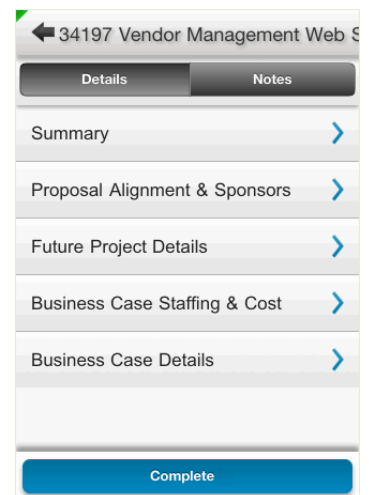 34197 Vendor Management Web S
Details Notes
Summary
Proposal Alignment & Sponsors
Future Project Details
Business Case Staffing & Cost
Business Case Details
Complete